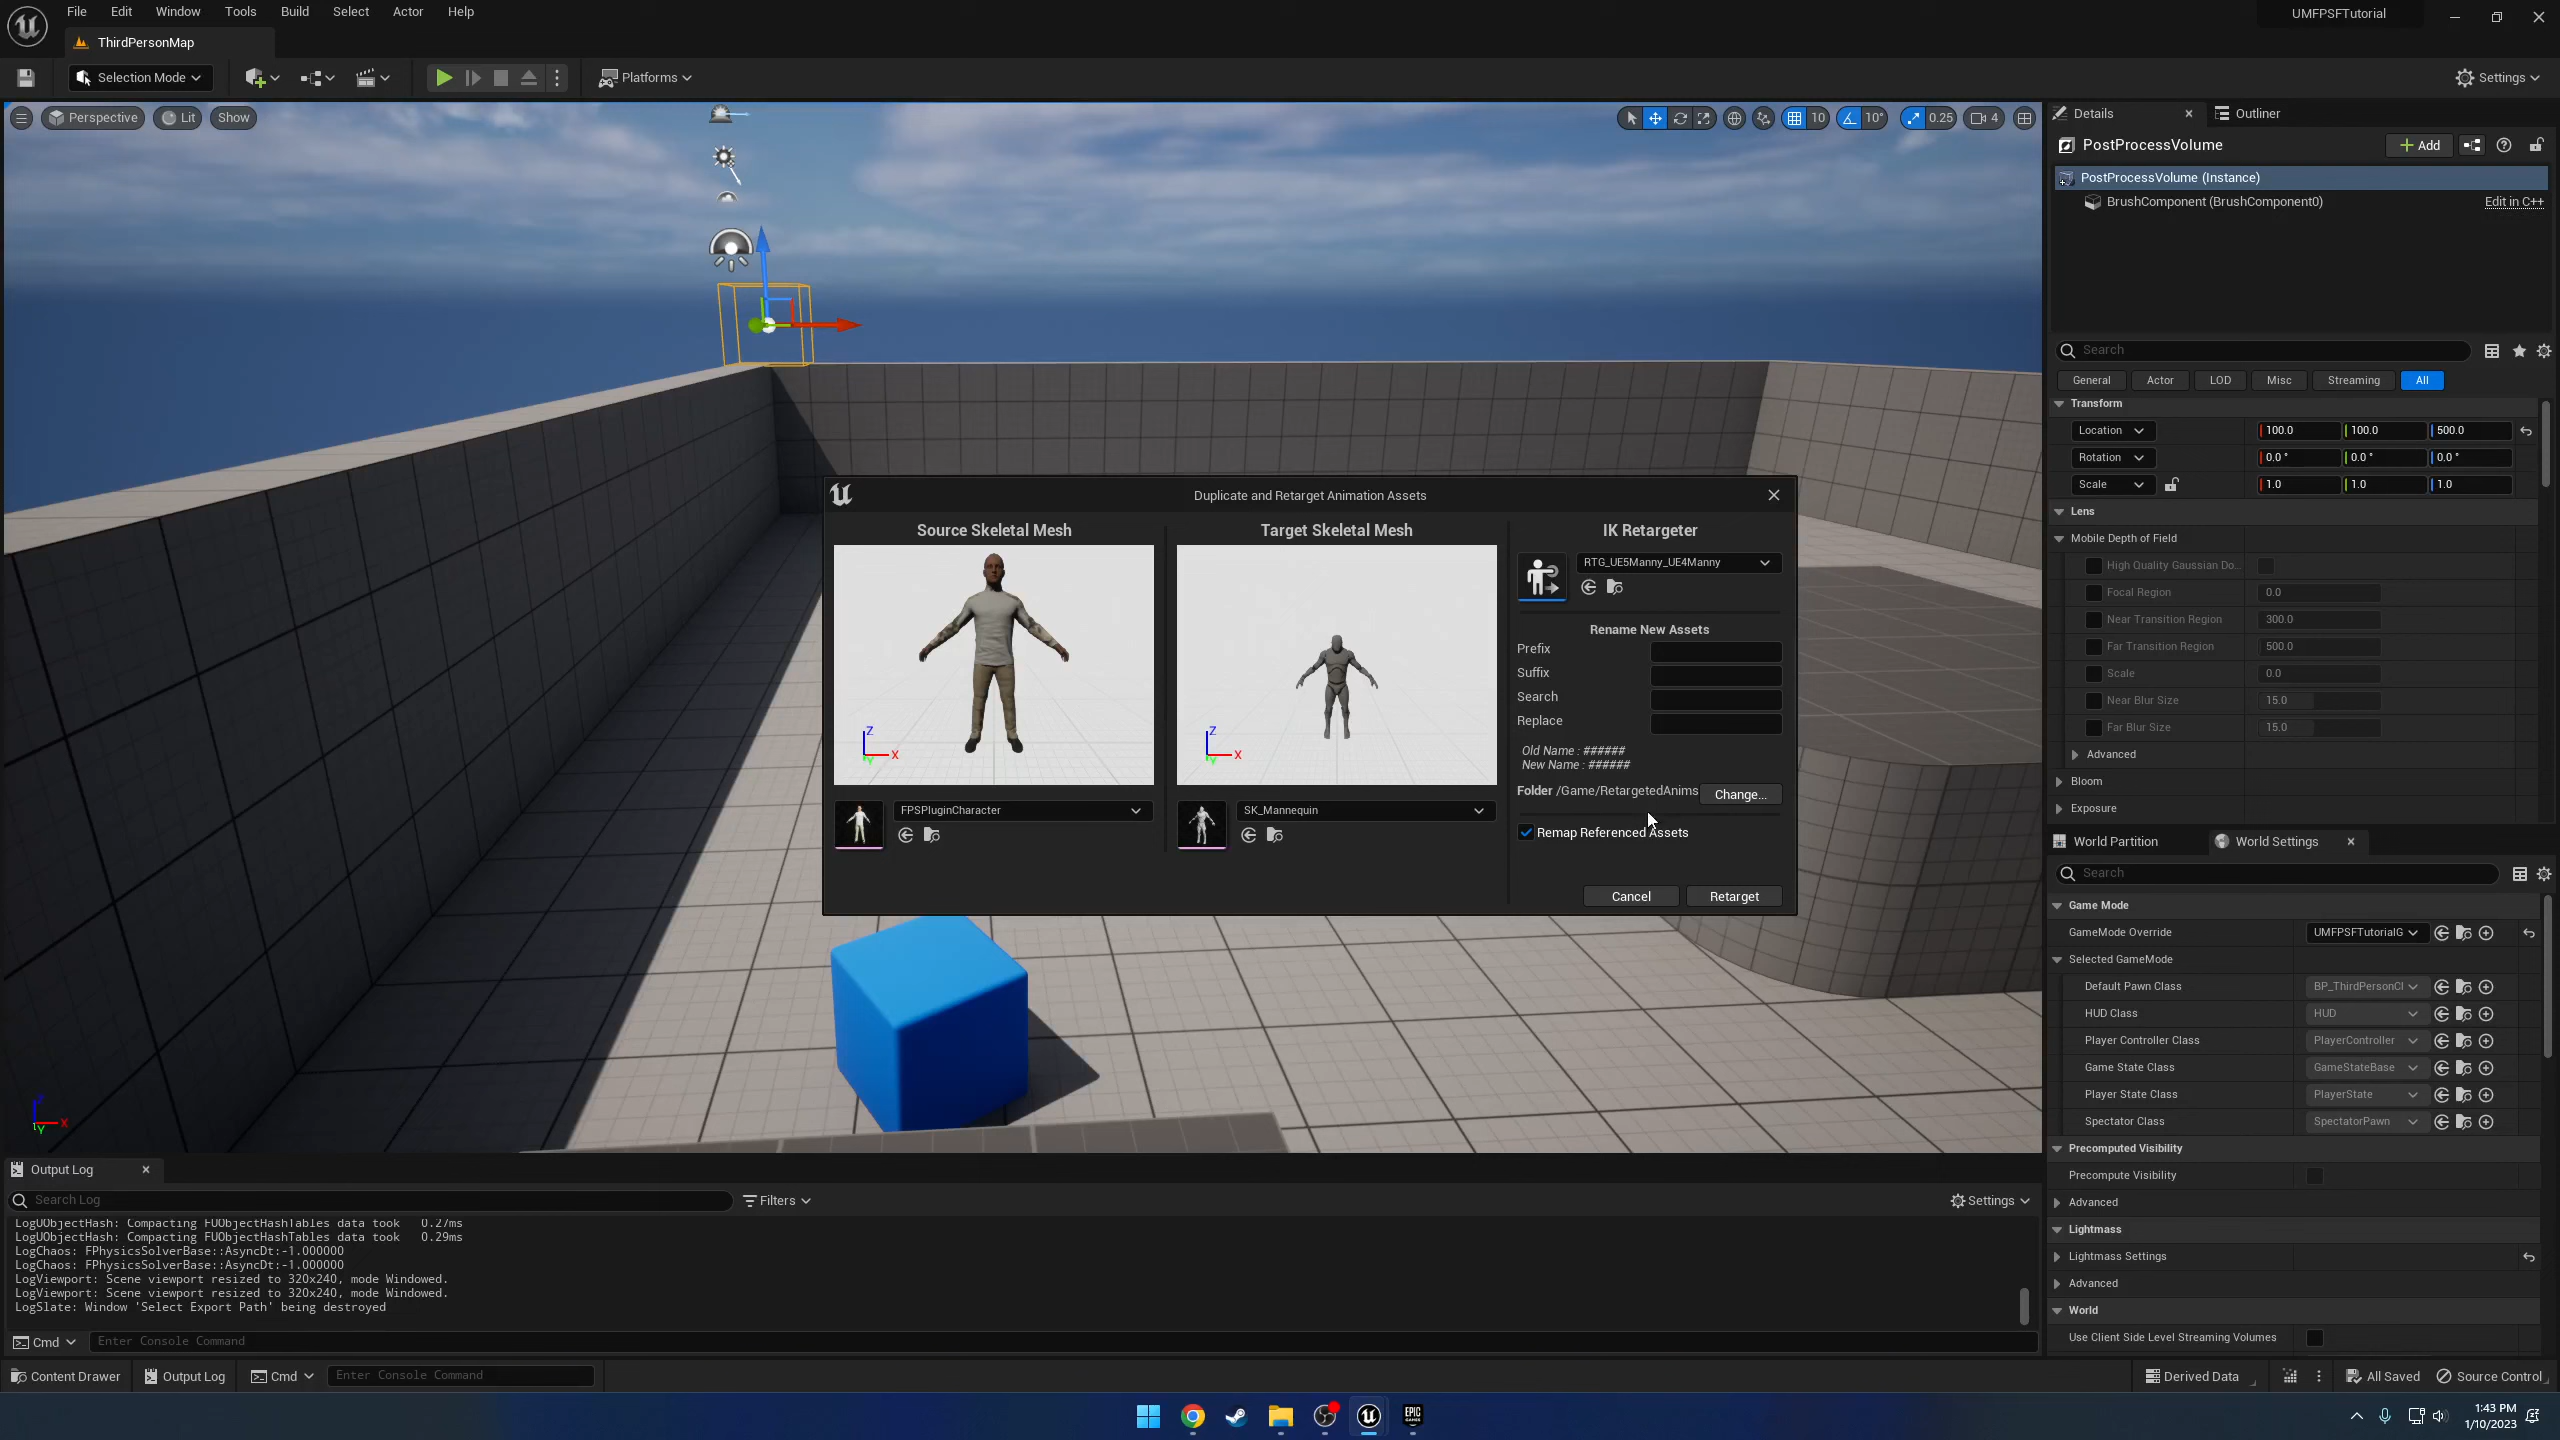 File Edit Window Tools Build Select Actor Help
UMFPSFTutorial
ThirdPersonMap
Selection Mode
Platforms
Settings
Perspective Lit Show
10 10° 0.25 4
Details
Outliner
PostProcessVolume
Add
PostProcessVolume (Instance)
BrushComponent (BrushComponent0)
Edit in C++
Search
General Actor LOD Misc Streaming All
Transform
Location 100.0 100.0 500.0
Rotation 0.0 ° 0.0 ° 0.0 °
Scale 1.0 1.0 1.0
Lens
Mobile Depth of Field
High Quality Gaussian Do...
Focal Region 0.0
Near Transition Region 300.0
Far Transition Region 500.0
Scale 0.0
Near Blur Size 15.0
Far Blur Size 15.0
Advanced
Bloom
Exposure
Duplicate and Retarget Animation Assets
Source Skeletal Mesh
Z
X
Y
FPSPluginCharacter
Target Skeletal Mesh
Z
X
Y
SK_Mannequin
IK Retargeter
RTG_UE5Manny_UE4Manny
Rename New Assets
Prefix
Suffix
Search
Replace
Old Name : ######
New Name : ######
Folder /Game/RetargetedAnims
Change...
Remap Referenced Assets
Cancel
Retarget
Z
X
Y
World Partition
World Settings
Search
Game Mode
GameMode Override UMFPSFTutorialG
Selected GameMode
Default Pawn Class BP_ThirdPersonCl
HUD Class HUD
Player Controller Class PlayerController
Game State Class GameStateBase
Player State Class PlayerState
Spectator Class SpectatorPawn
Precomputed Visibility
Precompute Visibility
Advanced
Lightmass
Lightmass Settings
Advanced
World
Use Client Side Level Streaming Volumes
Output Log
Search Log
Filters
Settings
LogUObjectHash: Compacting FUObjectHashTables data took 0.27ms
LogUObjectHash: Compacting FUObjectHashTables data took 0.29ms
LogChaos: FPhysicsSolverBase::AsyncDt:-1.000000
LogChaos: FPhysicsSolverBase::AsyncDt:-1.000000
LogViewport: Scene viewport resized to 320x240, mode Windowed.
LogViewport: Scene viewport resized to 320x240, mode Windowed.
LogSlate: Window 'Select Export Path' being destroyed
Cmd Enter Console Command
Content Drawer Output Log Cmd Enter Console Command
Derived Data
All Saved
Source Control
EPIC GAMES
1:43 PM
1/10/2023